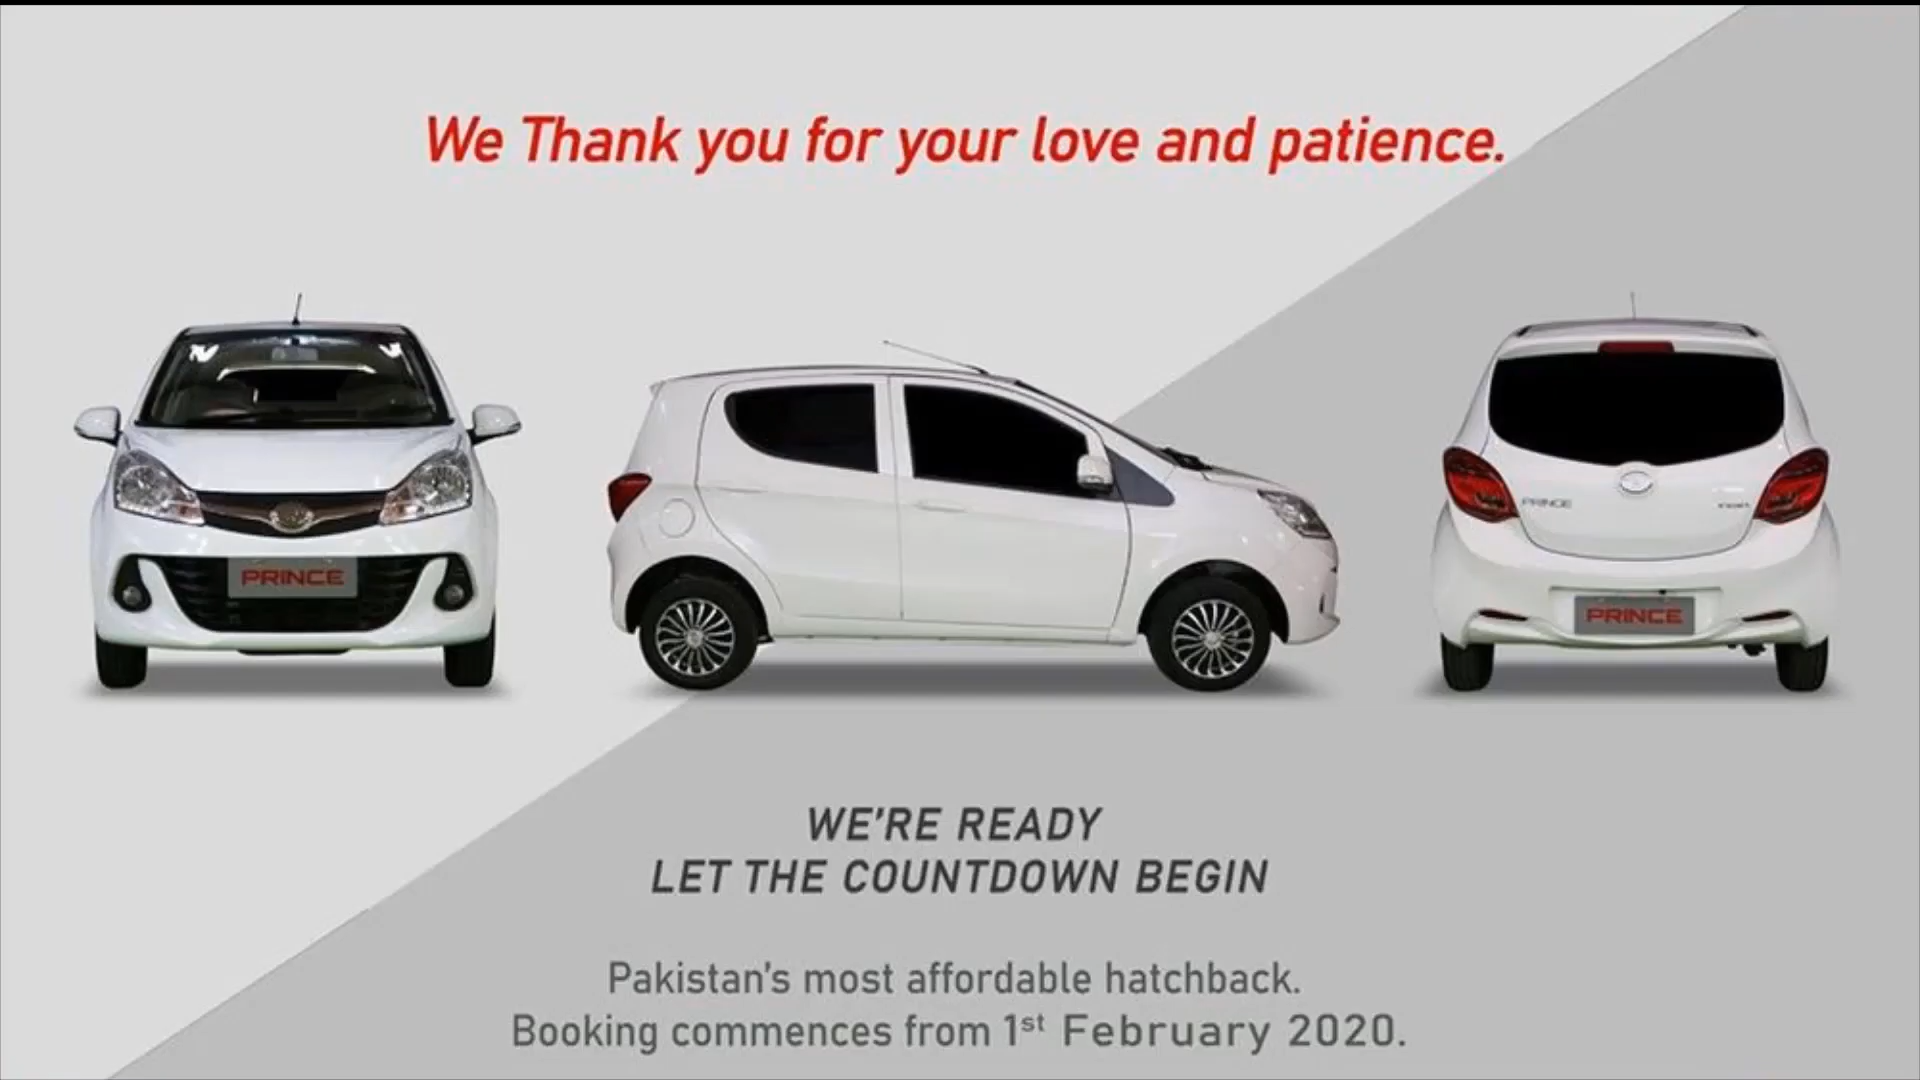 We Thank you for your love and patience.
PRINCE
PRINCE
PRINCE
WE'RE READY
LET THE COUNTDOWN BEGIN
Pakistan's most affordable hatchback.
Booking commences from 1st February 2020.